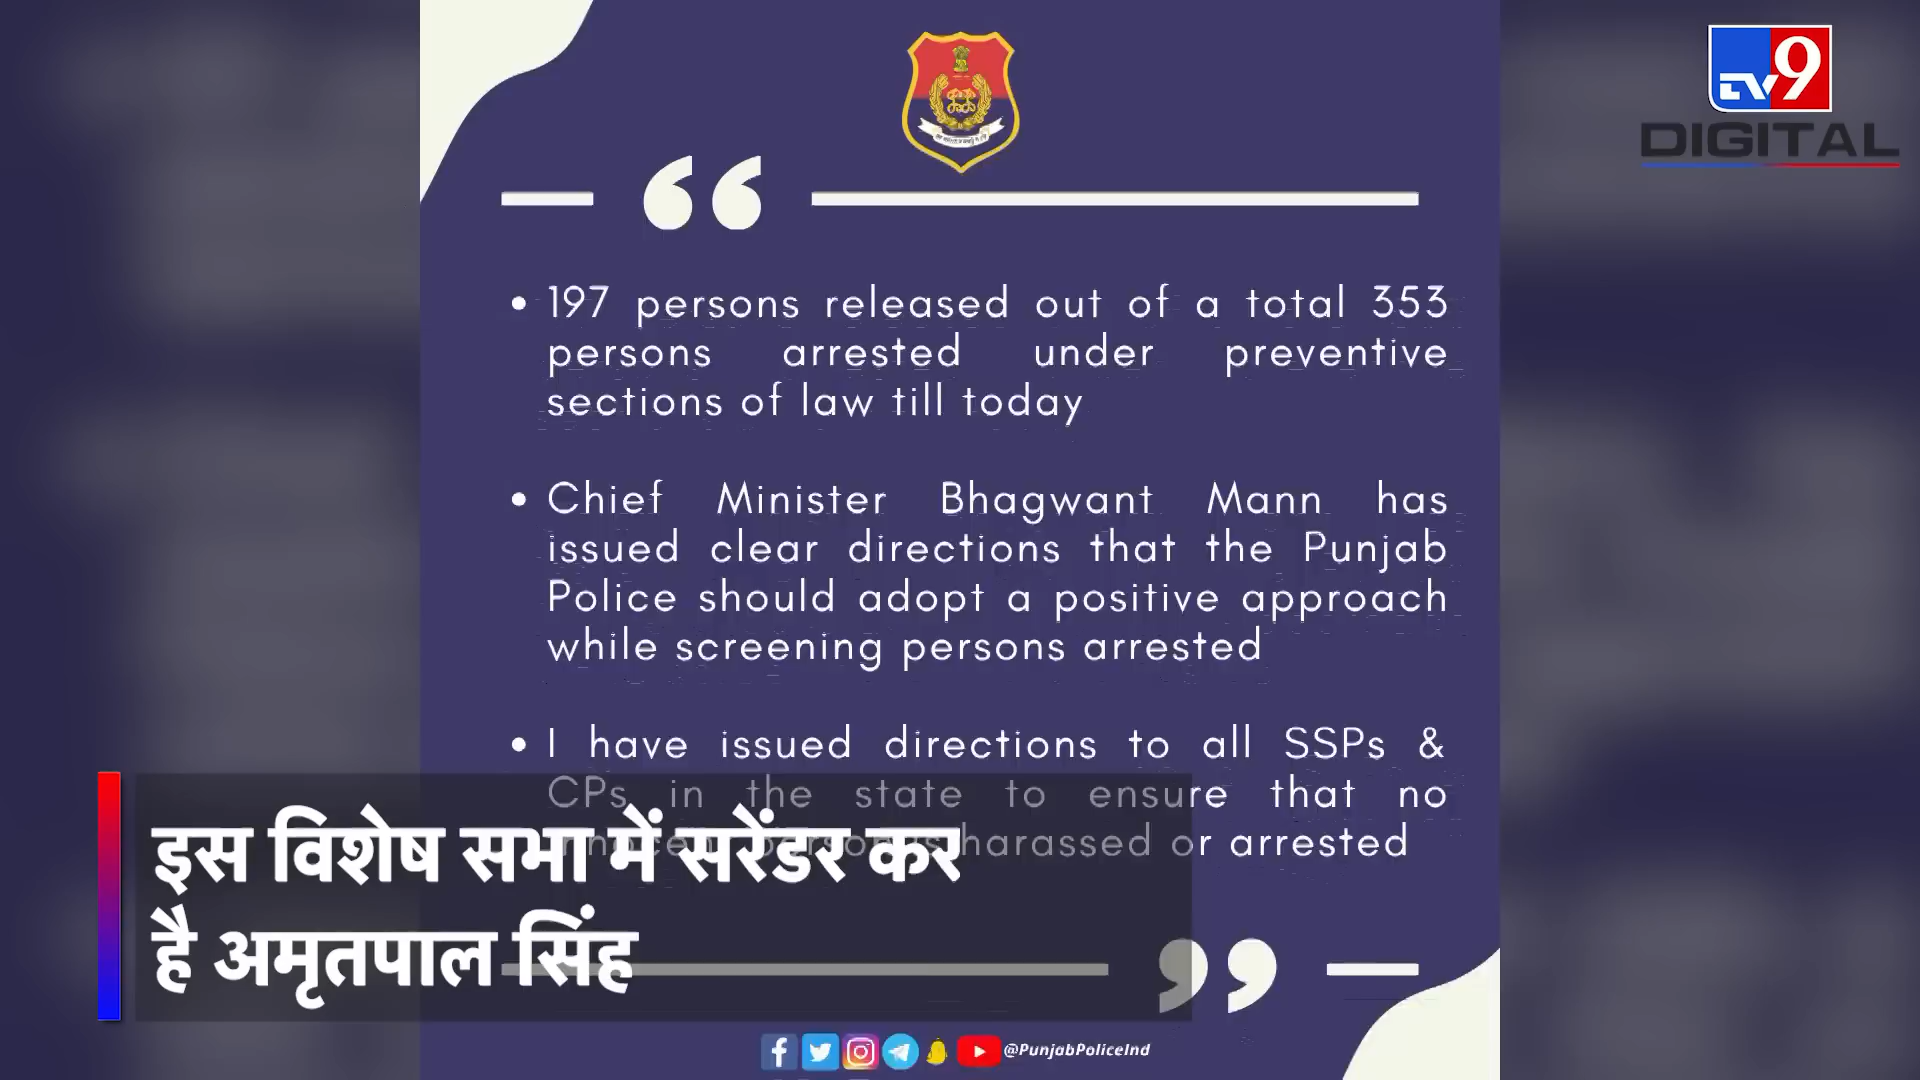 TV9
DIGITAL
197 persons released out of a total 353
persons arrested under preventive
sections of law till today
Chief Minister Bhagwant Mann has
issued clear directions that the Punjab
Police should adopt a positive approach
while screening persons arrested
I have issued directions to all SSPs &
CPs in the state to ensure that no
innocent person is harassed or arrested
इस विशेष सभा में सरेंडर कर
है अमृतपाल सिंह
@PunjabPoliceInd